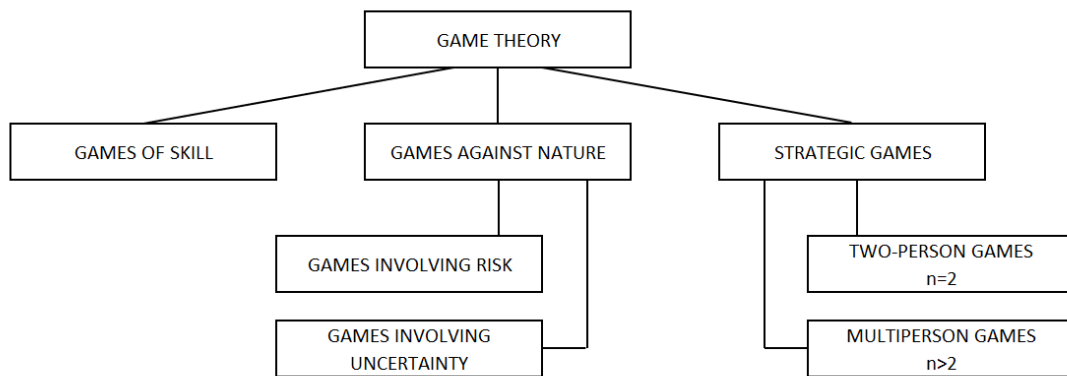 GAME THEORY
GAMES OF SKILL
GAMES AGAINST NATURE
STRATEGIC GAMES
GAMES INVOLVING RISK
TWO-PERSON GAMES
n=2
GAMES INVOLVING
UNCERTAINTY
MULTIPERSON GAMES
n>2